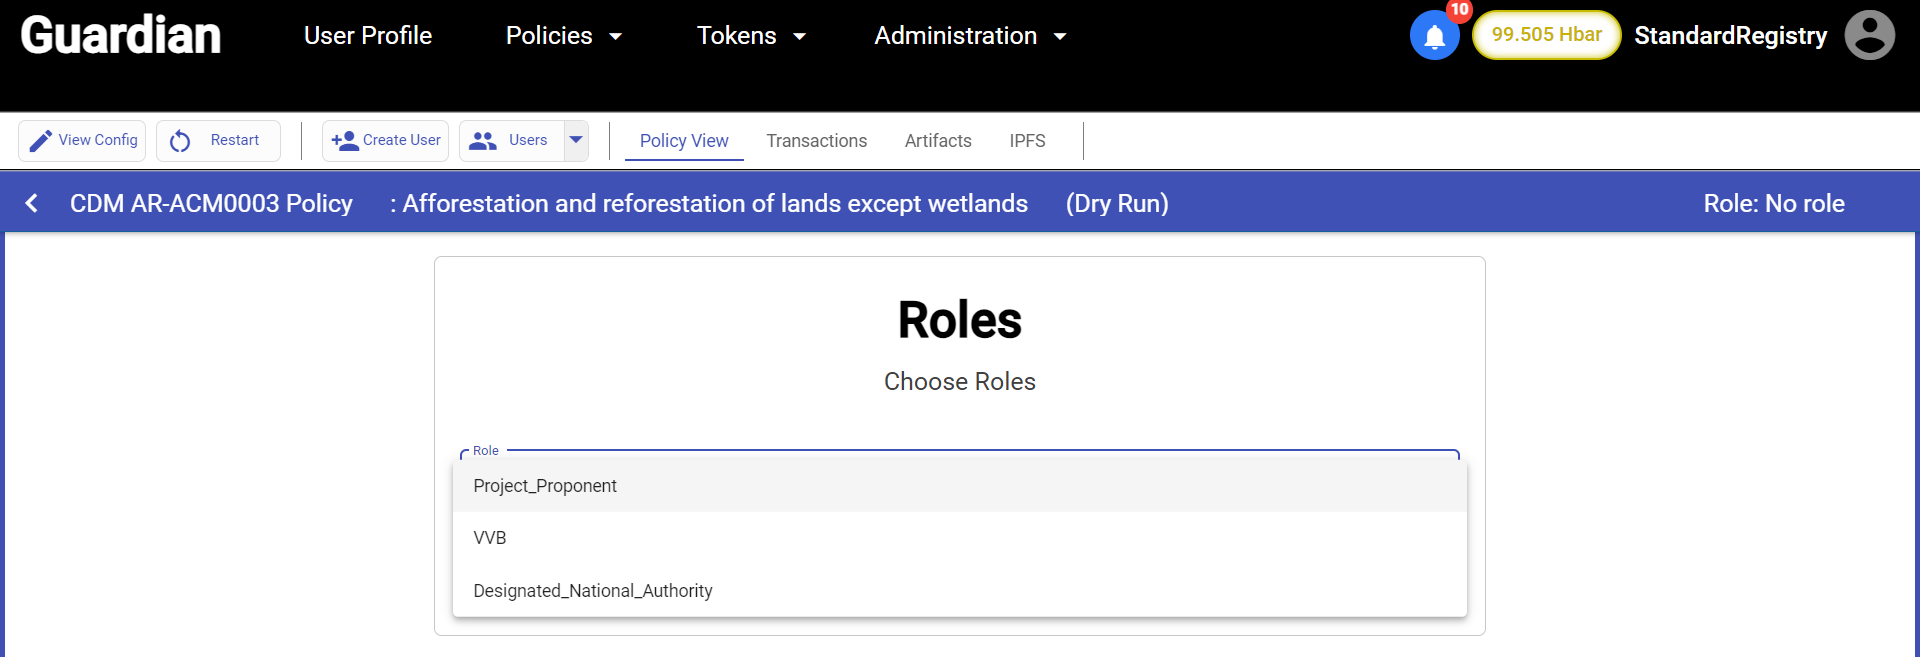 Guardian
User Profile
Policies
Tokens
Administration
10
99.505 Hbar
StandardRegistry
View Config
Restart
Create User
Users
Policy View
Transactions
Artifacts
IPFS
CDM AR-ACM0003 Policy : Afforestation and reforestation of lands except wetlands (Dry Run)
Role: No role
Roles
Choose Roles
Role
Project_Proponent
VVB
Designated_National_Authority